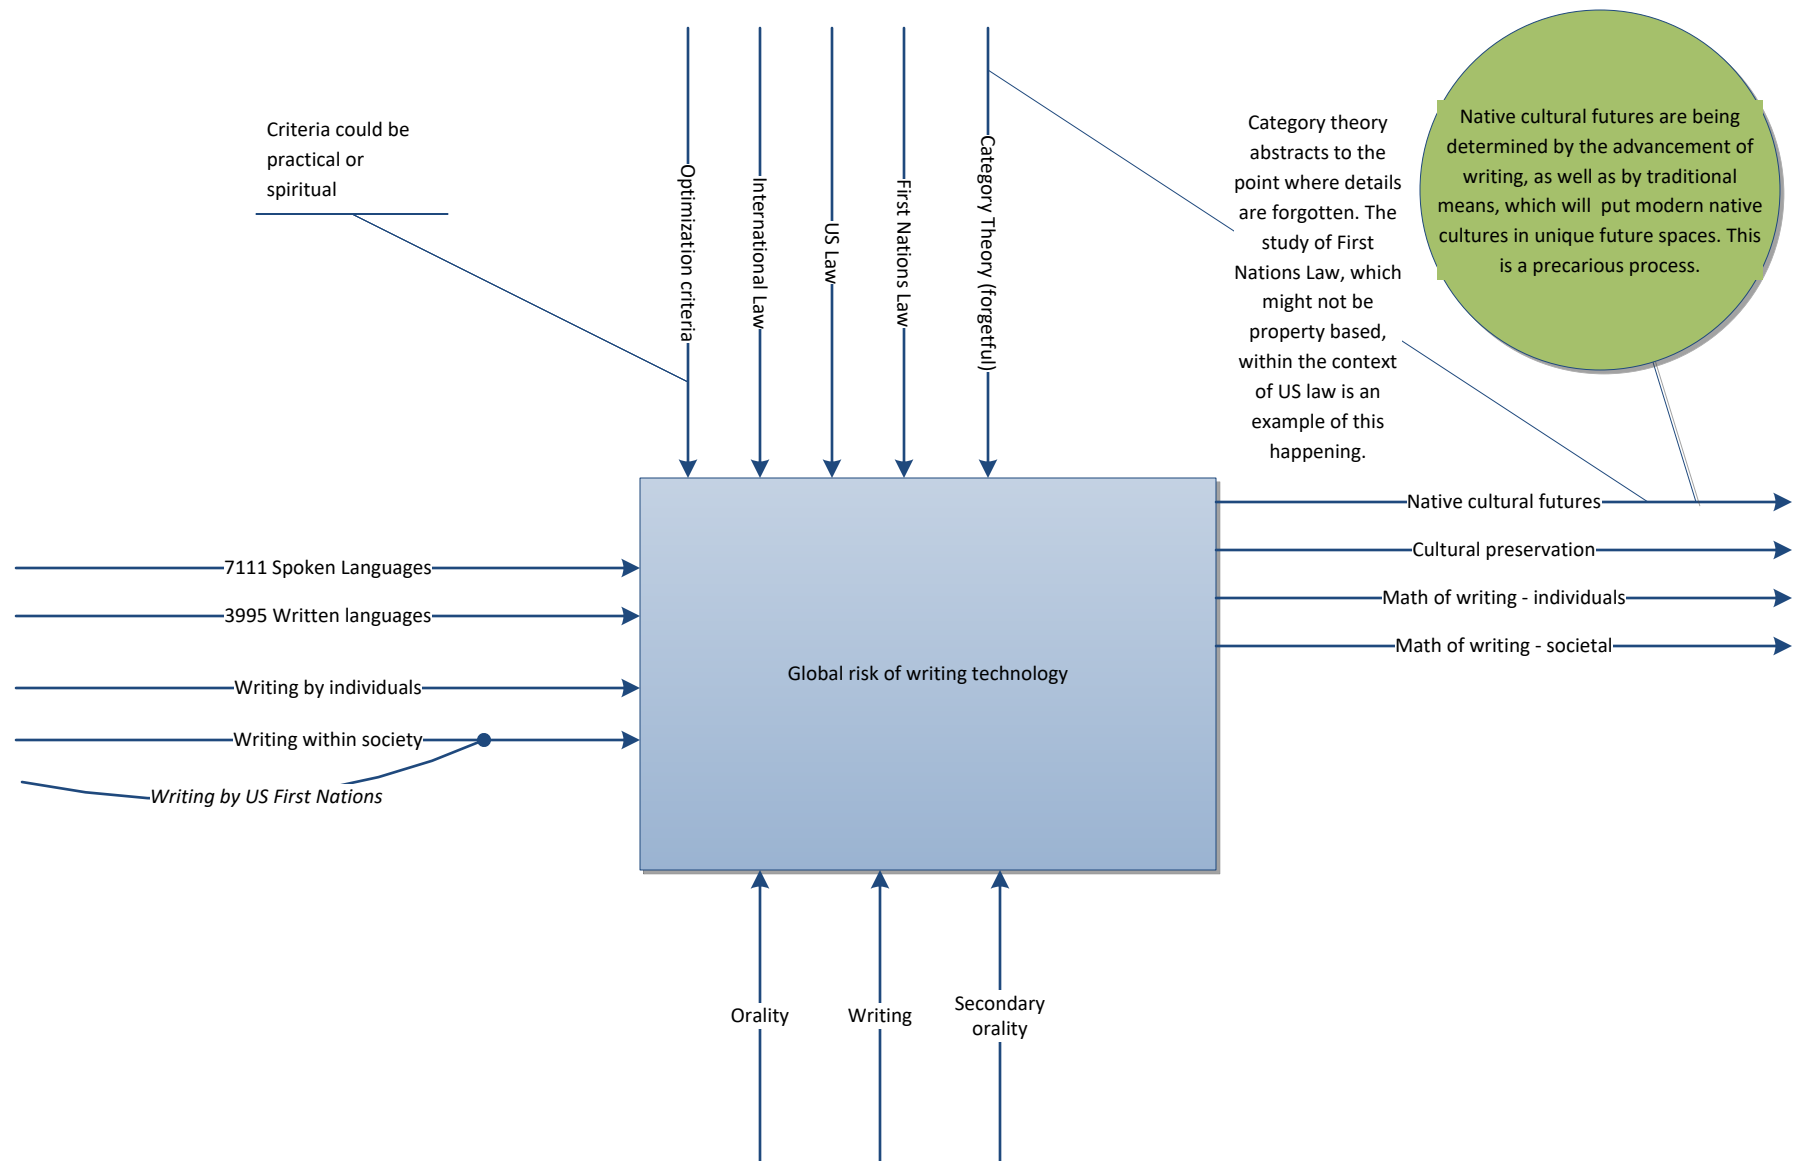 Criteria could be
practical or
spiritual
Optimization criteria
International Law
US Law
First Nations Law
Category Theory (forgetful)
Category theory
abstracts to the
point where details
are forgotten. The
study of First
Nations Law, which
might not be
property based,
within the context
of US law is an
example of this
happening.
Native cultural futures are being
determined by the advancement of
writing, as well as by traditional
means, which will  put modern native
cultures in unique future spaces. This
is a precarious process.
7111 Spoken Languages
3995 Written languages
Writing by individuals
Writing within society
Writing by US First Nations
Global risk of writing technology
Native cultural futures
Cultural preservation
Math of writing - individuals
Math of writing - societal
Orality
Writing
Secondary
orality